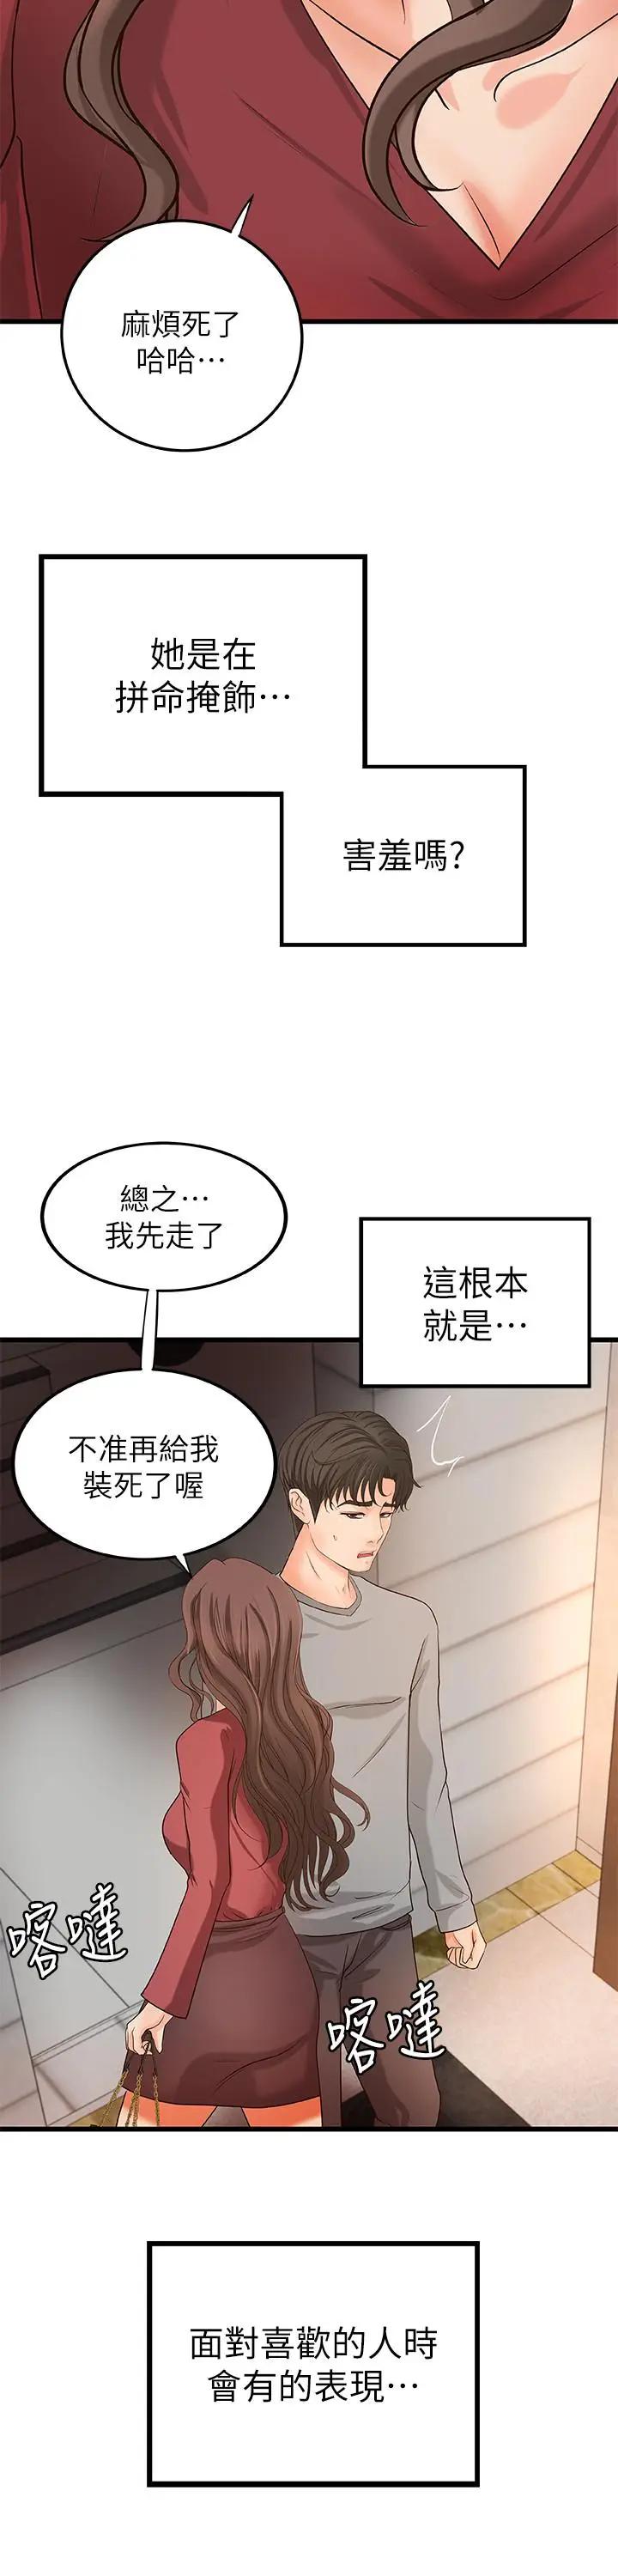 麻煩死了
哈哈…
她是在
拼命掩飾…
害羞嗎?
總之…
我先走了
這根本
就是…
不准再給我
裝死了喔
喀噠
喀噠
面對喜歡的人時
會有的表現…